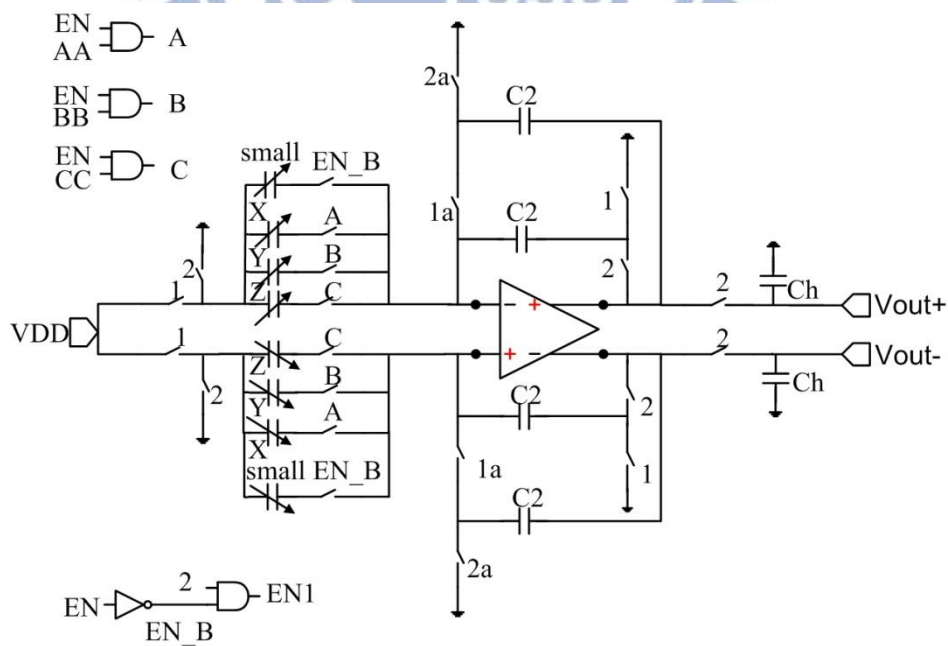 EN
AA
A
EN
BB
B
EN
CC
C
2a
C2
small
EN_B
X
A
1a
C2
1
Y
B
2
2
Z
C
1
2
Ch
Vout+
VDD
1
Z
C
2
Vout-
2
Y
B
C2
2
Ch
X
A
small
EN_B
1a
1
C2
2a
2
EN
EN1
EN_B